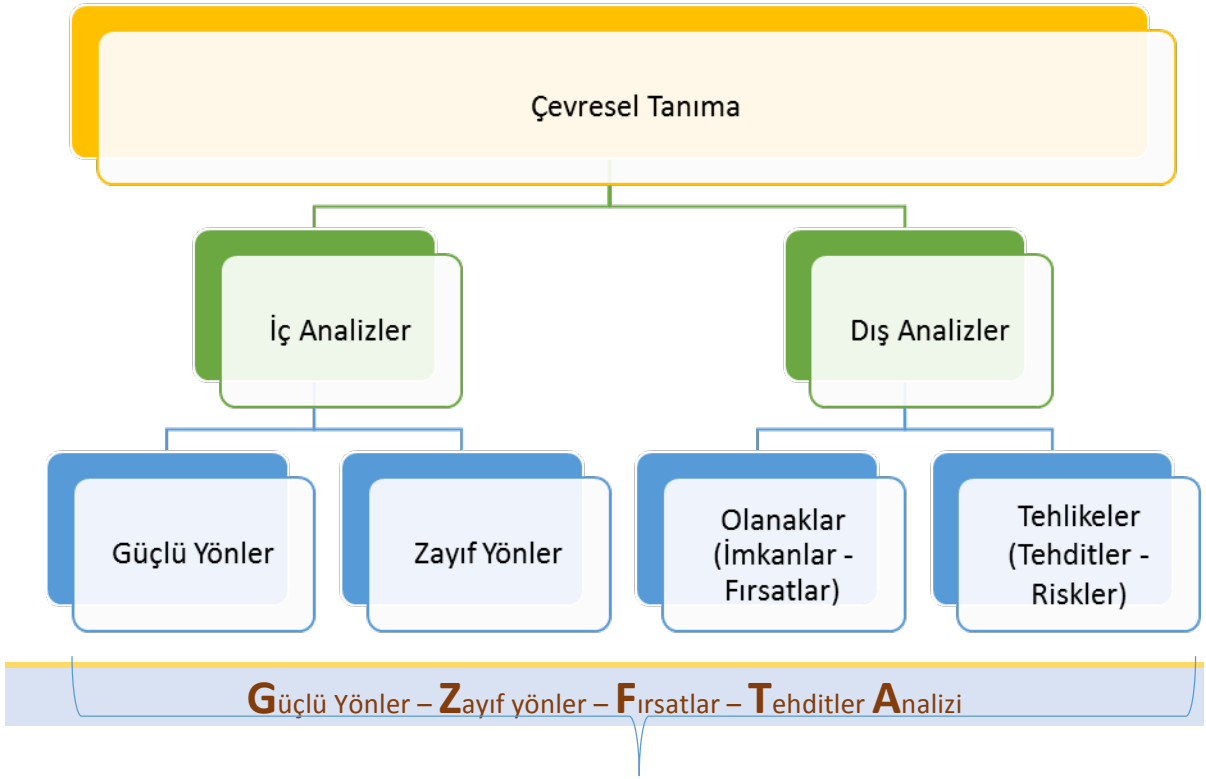 Çevresel Tanıma
İç Analizler
Dış Analizler
Güçlü Yönler
Zayıf Yönler
Olanaklar
(İmkanlar -
Fırsatlar)
Tehlikeler
(Tehditler -
Riskler)
Güçlü Yönler – Zayıf yönler – Fırsatlar – Tehditler Analizi